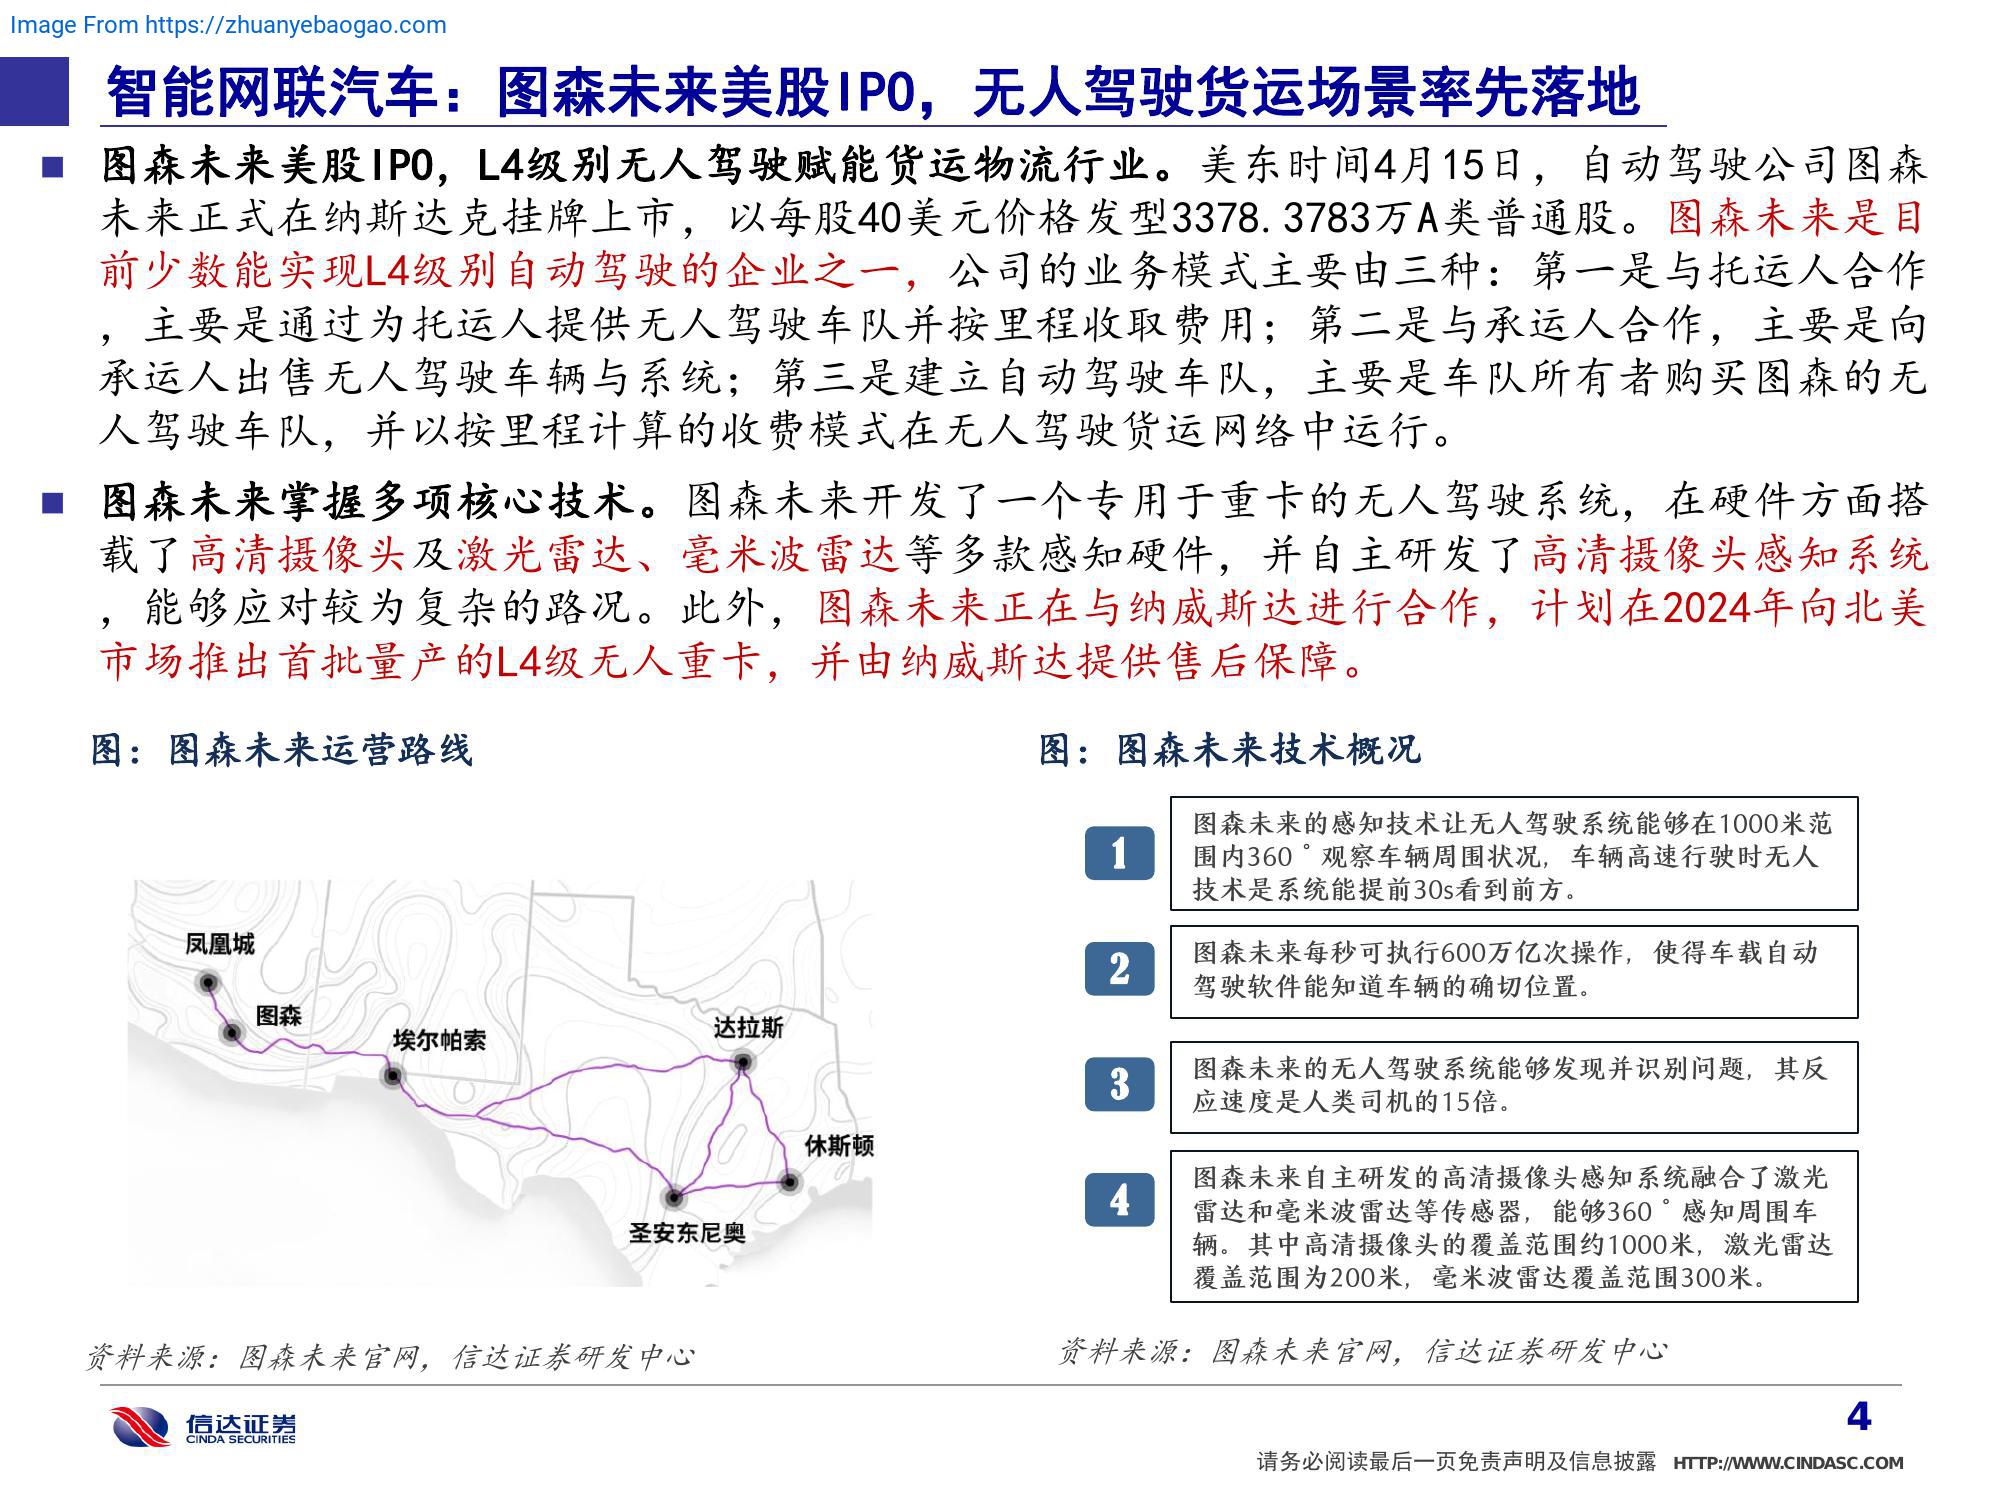 Image From https://zhuanyebaogao.com
智能网联汽车：图森未来美股IPO，无人驾驶货运场景率先落地
■ 图森未来美股IPO，L4级别无人驾驶赋能货运物流行业。美东时间4月15日，自动驾驶公司图森
未来正式在纳斯达克挂牌上市，以每股40美元价格发型3378.3783万A类普通股。图森未来是目
前少数能实现L4级别自动驾驶的企业之一，公司的业务模式主要由三种：第一是与托运人合作
，主要是通过为托运人提供无人驾驶车队并按里程收取费用；第二是与承运人合作，主要是向
承运人出售无人驾驶车辆与系统；第三是建立自动驾驶车队，主要是车队所有者购买图森的无
人驾驶车队，并以按里程计算的收费模式在无人驾驶货运网络中运行。
■ 图森未来掌握多项核心技术。图森未来开发了一个专用于重卡的无人驾驶系统，在硬件方面搭
载了高清摄像头及激光雷达、毫米波雷达等多款感知硬件，并自主研发了高清摄像头感知系统
，能够应对较为复杂的路况。此外，图森未来正在与纳威斯达进行合作，计划在2024年向北美
市场推出首批量产的L4级无人重卡，并由纳威斯达提供售后保障。
图：图森未来运营路线
凤凰城
图森
埃尔帕索
达拉斯
休斯顿
圣安东尼奥
资料来源：图森未来官网，信达证券研发中心
图：图森未来技术概况
1
图森未来的感知技术让无人驾驶系统能够在1000米范
围内360°观察车辆周围状况，车辆高速行驶时无人
技术是系统能提前30s看到前方。
2
图森未来每秒可执行600万亿次操作，使得车载自动
驾驶软件能知道车辆的确切位置。
3
图森未来的无人驾驶系统能够发现并识别问题，其反
应速度是人类司机的15倍。
4
图森未来自主研发的高清摄像头感知系统融合了激光
雷达和毫米波雷达等传感器，能够360°感知周围车
辆。其中高清摄像头的覆盖范围约1000米，激光雷达
覆盖范围为200米，毫米波雷达覆盖范围300米。
资料来源：图森未来官网，信达证券研发中心
信达证券
CINDA SECURITIES
4
请务必阅读最后一页免责声明及信息披露 HTTP://WWW.CINDASC.COM